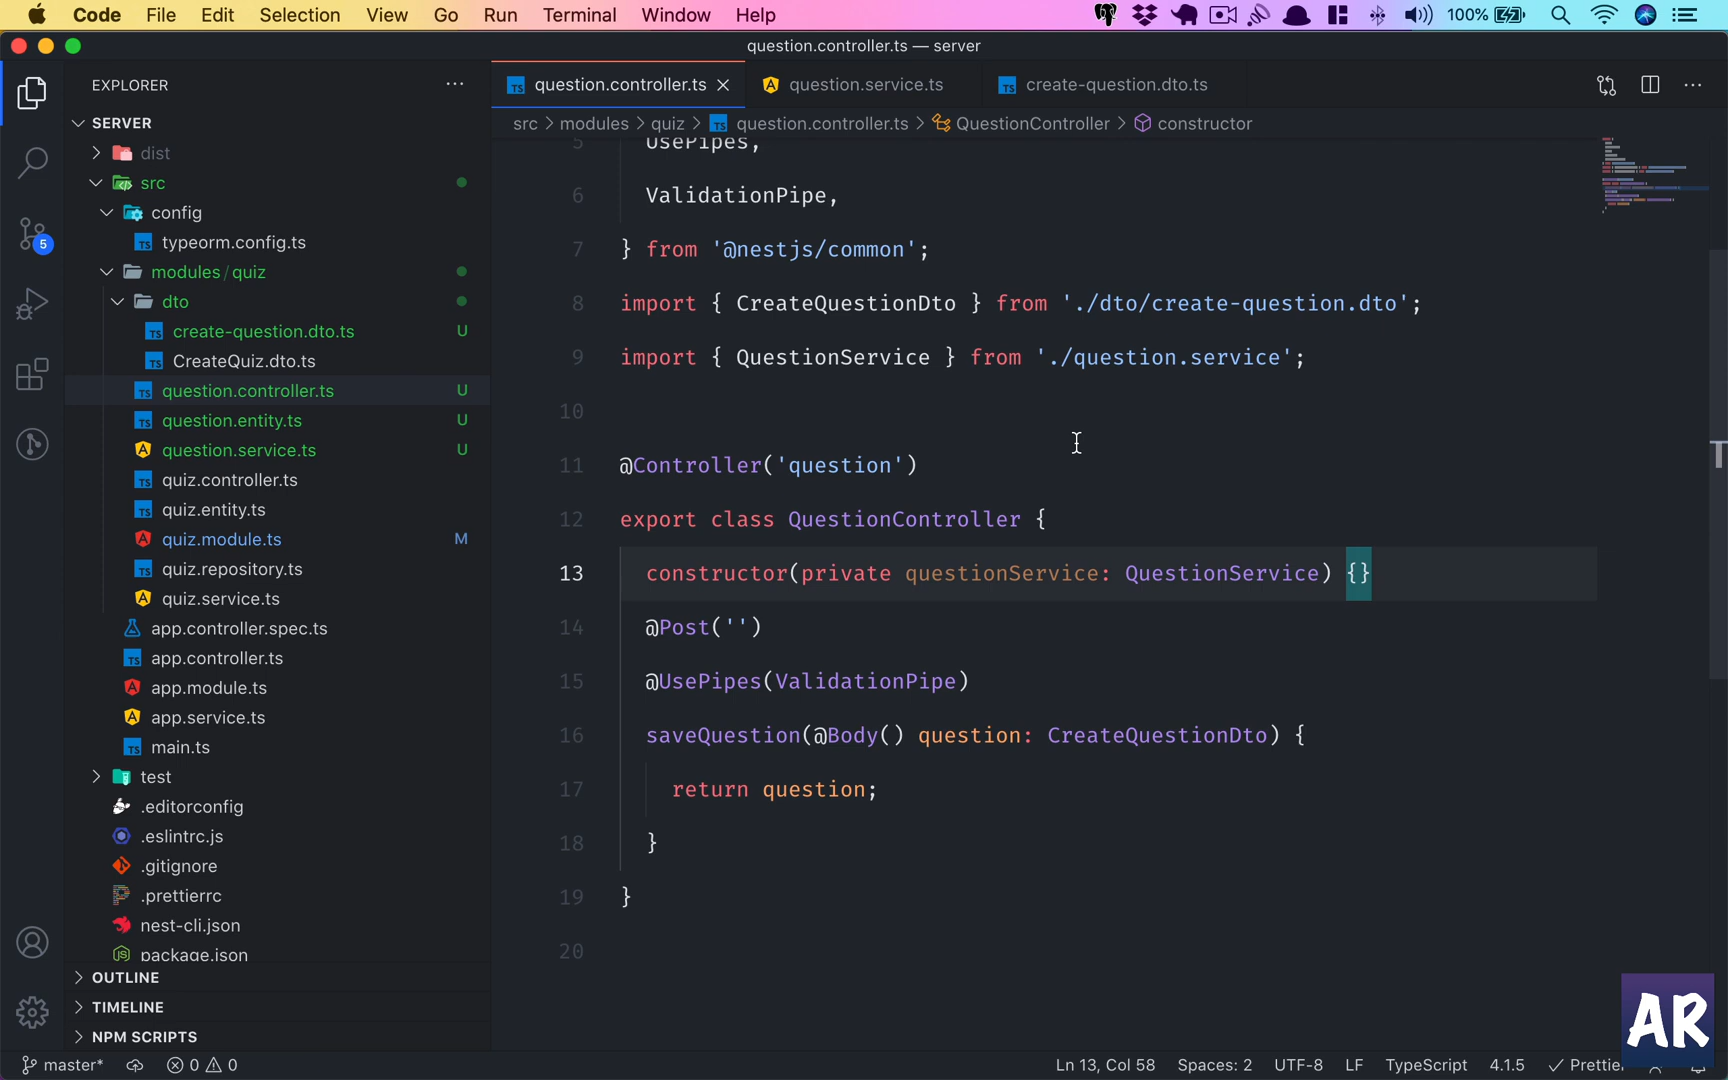 Code File Edit Selection View Go Run Terminal Window Help 100%
question.controller.ts — server
EXPLORER
question.controller.ts
question.service.ts
create-question.dto.ts
src > modules > quiz > question.controller.ts > QuestionController > constructor
SERVER
dist
src
config
typeorm.config.ts
modules / quiz
dto
create-question.dto.ts U
CreateQuiz.dto.ts
question.controller.ts U
question.entity.ts U
question.service.ts U
quiz.controller.ts
quiz.entity.ts
quiz.module.ts M
quiz.repository.ts
quiz.service.ts
app.controller.spec.ts
app.controller.ts
app.module.ts
app.service.ts
main.ts
test
.editorconfig
.eslintrc.js
.gitignore
.prettierrc
nest-cli.json
package.json
OUTLINE
TIMELINE
NPM SCRIPTS
5
5 UsePipes,
6 ValidationPipe,
7 } from '@nestjs/common';
8 import { CreateQuestionDto } from './dto/create-question.dto';
9 import { QuestionService } from './question.service';
10
11 @Controller('question')
12 export class QuestionController {
13 constructor(private questionService: QuestionService) {}
14 @Post('')
15 @UsePipes(ValidationPipe)
16 saveQuestion(@Body() question: CreateQuestionDto) {
17 return question;
18 }
19 }
20
AR
master* 0 0 Ln 13, Col 58 Spaces: 2 UTF-8 LF TypeScript 4.1.5 Prettie